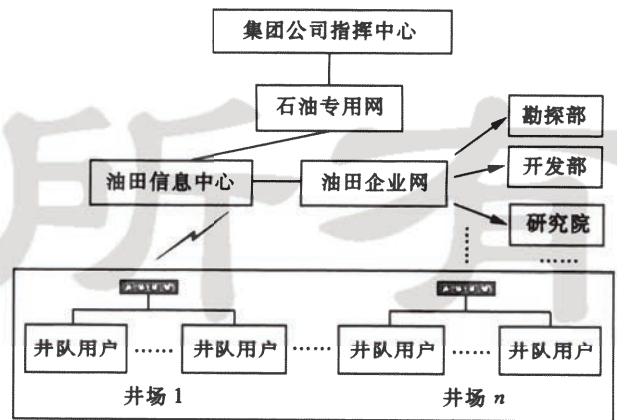 集团公司指挥中心
石油专用网
勘探部
油田信息中心
油田企业网
开发部
研究院
……
井队用户 …… 井队用户 …… 井队用户 …… 井队用户
井场 1
井场 n
所有